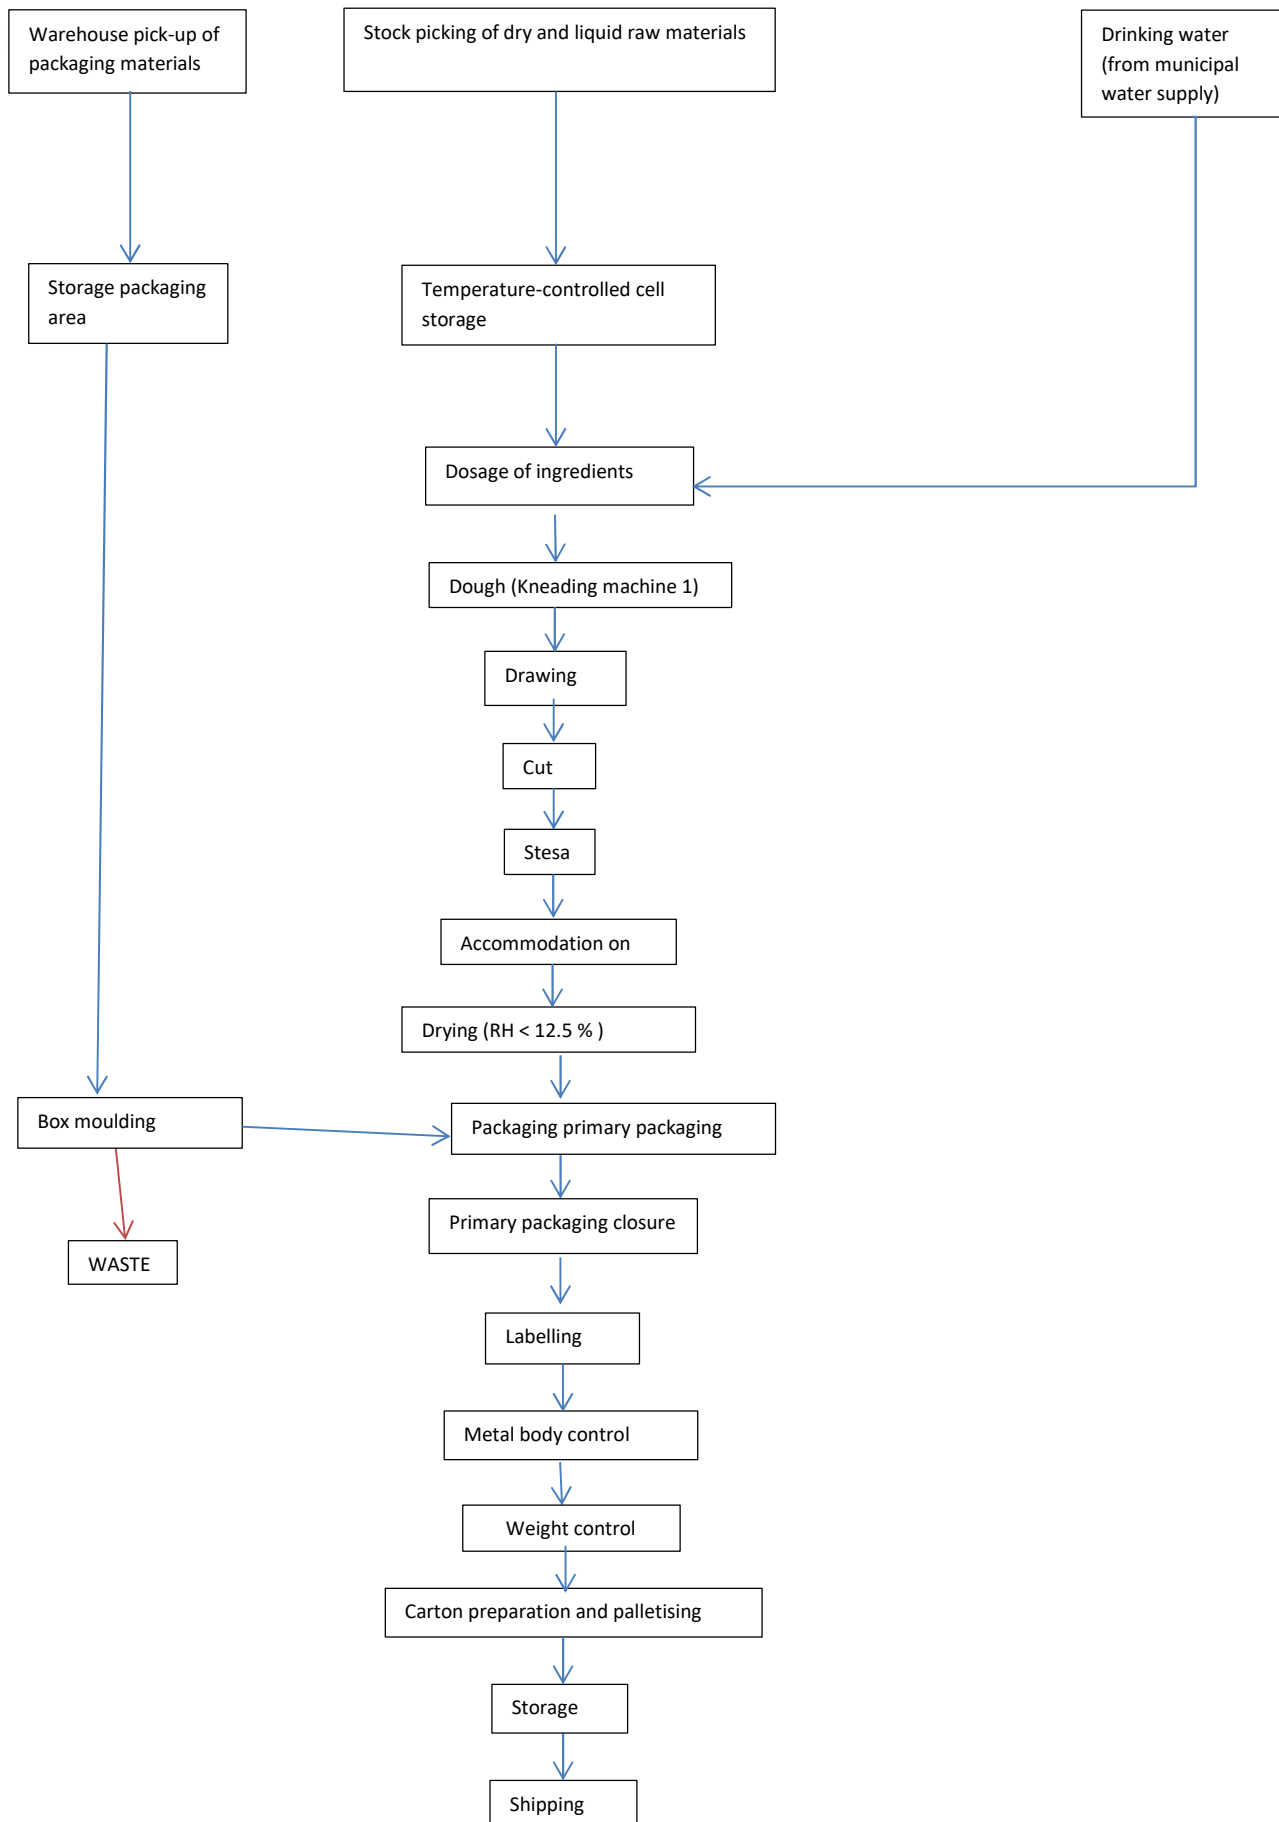 Warehouse pick-up of
packaging materials
Stock picking of dry and liquid raw materials
Drinking water
(from municipal
water supply)
Storage packaging
area
Temperature-controlled cell
storage
Dosage of ingredients
Dough (Kneading machine 1)
Drawing
Cut
Stesa
Accommodation on
Drying (RH < 12.5 % )
Box moulding
Packaging primary packaging
Primary packaging closure
WASTE
Labelling
Metal body control
Weight control
Carton preparation and palletising
Storage
Shipping